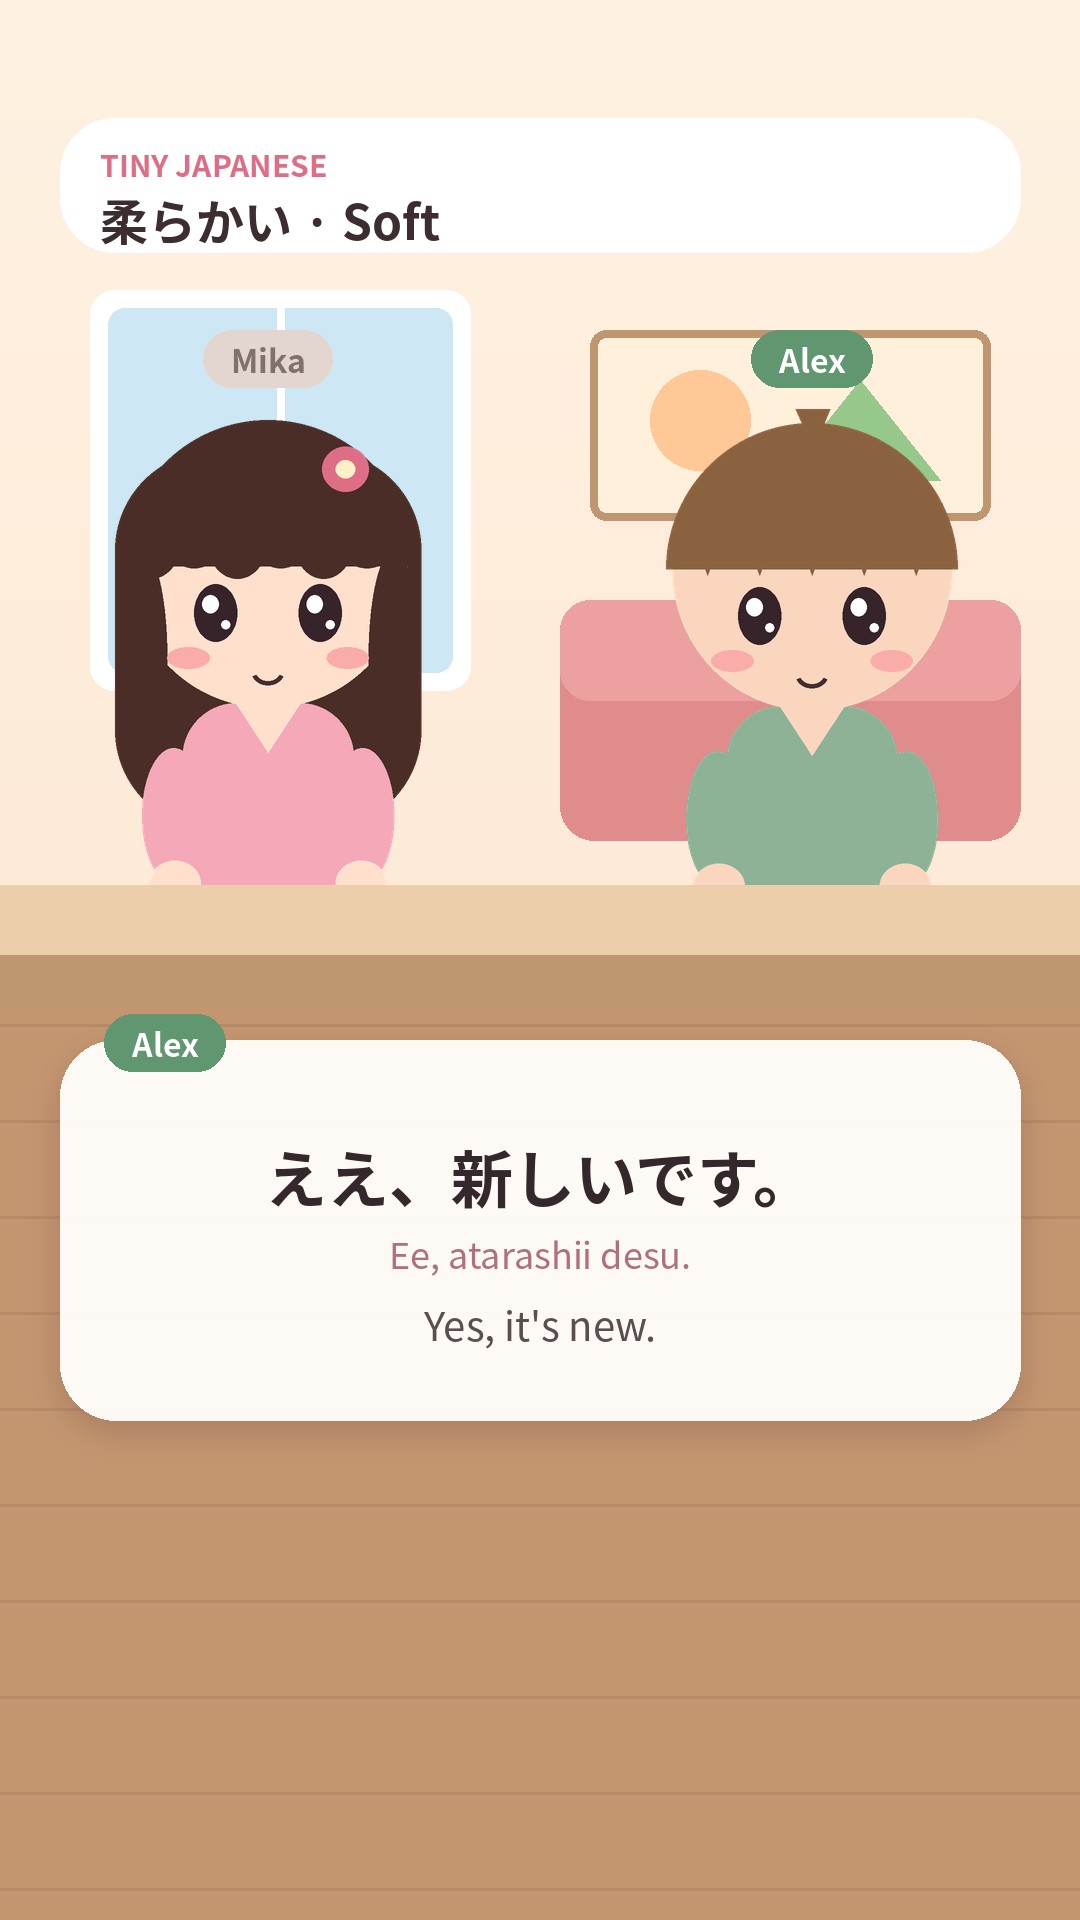 TINY JAPANESE
柔らかい · Soft
Mika
Alex
Alex
ええ、新しいです。
Ee, atarashii desu.
Yes, it's new.